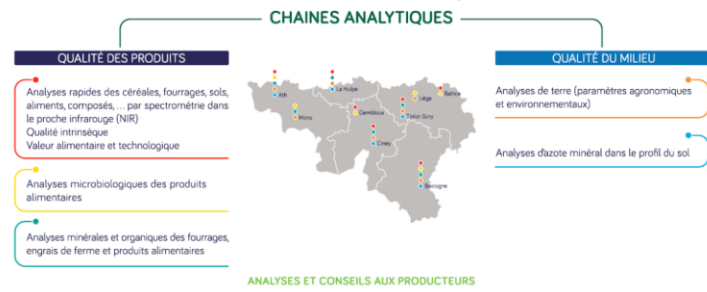 CHAINES ANALYTIQUES
QUALITÉ DES PRODUITS
Analyses rapides des céréales, fourrages, sols,
aliments, composés, ... par spectrométrie dans
le proche infrarouge (NIR)
Qualité intrinsèque
Valeur alimentaire et technologique
Analyses microbiologiques des produits
alimentaires
Analyses minérales et organiques des fourrages,
engrais de ferme et produits alimentaires
Ath
La Hulpe
Mons
Gembloux
Liège
Battice
Tinlot-Scry
Ciney
Bastogne
QUALITÉ DU MILIEU
Analyses de terre (paramètres agronomiques
et environnementaux)
Analyses d'azote minéral dans le profil du sol
ANALYSES ET CONSEILS AUX PRODUCTEURS